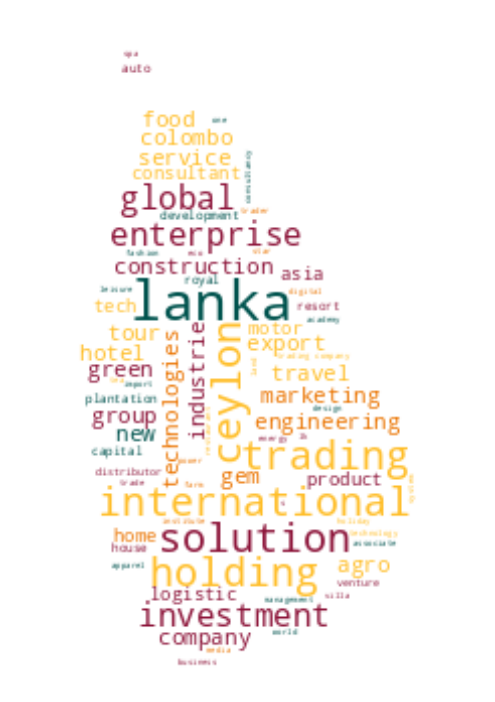 spa
auto
food one
colombo
service
consultant consultancy
global
development trader
enterprise
fashion eco star
construction asia
royal
leisure lanka digital
tech resort
academy
tour motor
hotel technologies industrie ceylon export
trading company
green travel
import
plantation marketing
group design
new engineering
energy
capital trading
distributor power
trade gem product
farm
international
institute holiday
home solution technology
house associate
apparel holding agro
venture
logistic management villa
investment
world
company
media
business